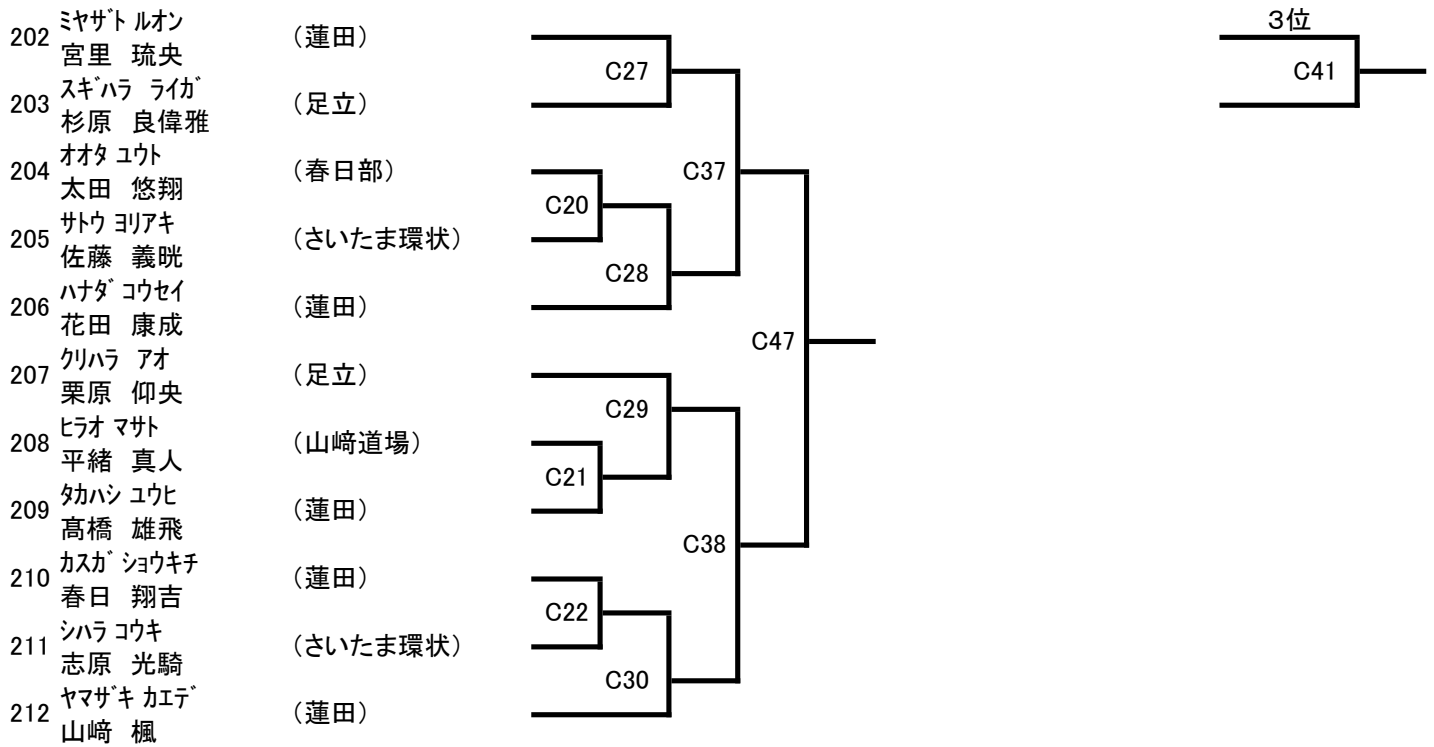 ﾐﾔｻﾞﾄ ﾙｵﾝ
202 宮里　琉央 （蓮田）
３位
C27
C41
ｽｷﾞﾊﾗ　ﾗｲｶﾞ
203 杉原　良偉雅 （足立）
ｵｵﾀ ﾕｳﾄ
204 太田　悠翔 （春日部）
C37
C20
ｻﾄｳ ﾖﾘｱｷ
205 佐藤　義晄 （さいたま環状）
C28
ﾊﾅﾀﾞ ｺｳｾｲ
206 花田　康成 （蓮田）
C47
ｸﾘﾊﾗ　ｱｵ
207 栗原　仰央 （足立）
C29
ﾋﾗｵ ﾏｻﾄ
208 平緒　真人 （山﨑道場）
C21
ﾀｶﾊｼ ﾕｳﾋ
209 髙橋　雄飛 （蓮田）
C38
ｶｽｶﾞ ｼｮｳｷﾁ
210 春日　翔吉 （蓮田）
C22
ｼﾊﾗ ｺｳｷ
211 志原　光騎 （さいたま環状）
C30
ﾔﾏｻﾞｷ ｶｴﾃﾞ
212 山﨑　楓 （蓮田）